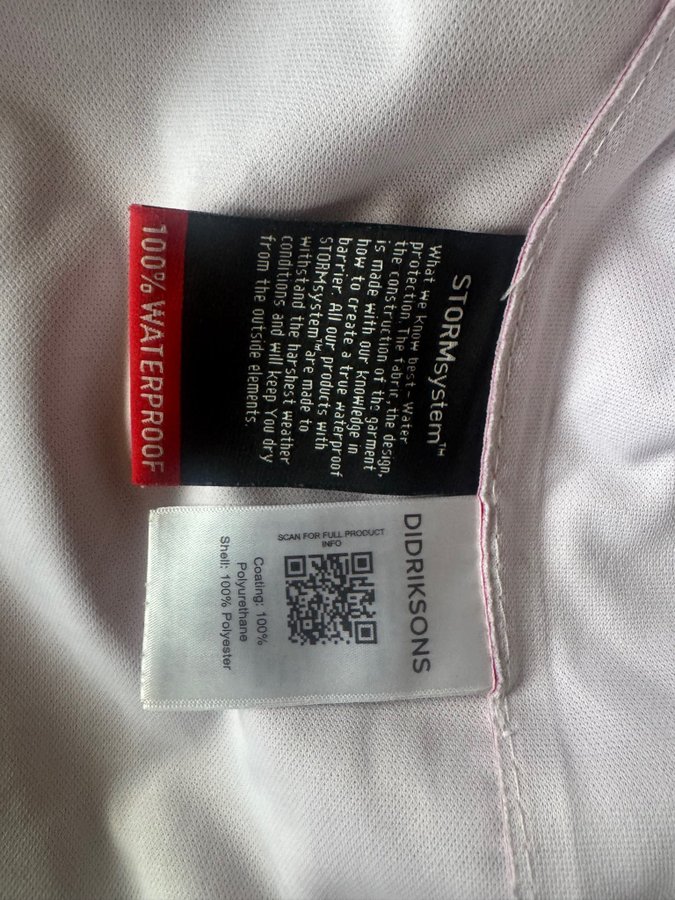 STORMsystem™
What we know best - Water
protection. The fabric, the design,
the construction of the garment
is made with our knowledge in
how to create a true waterproof
barrier. All our products with
STORMsystem™ are made to
withstand the harshest weather
conditions and will keep You dry
from the outside elements.
100% WATERPROOF
DIDRIKSONS
SCAN FOR FULL PRODUCT
INFO
Coating: 100%
Polyurethane
Shell: 100% Polyester